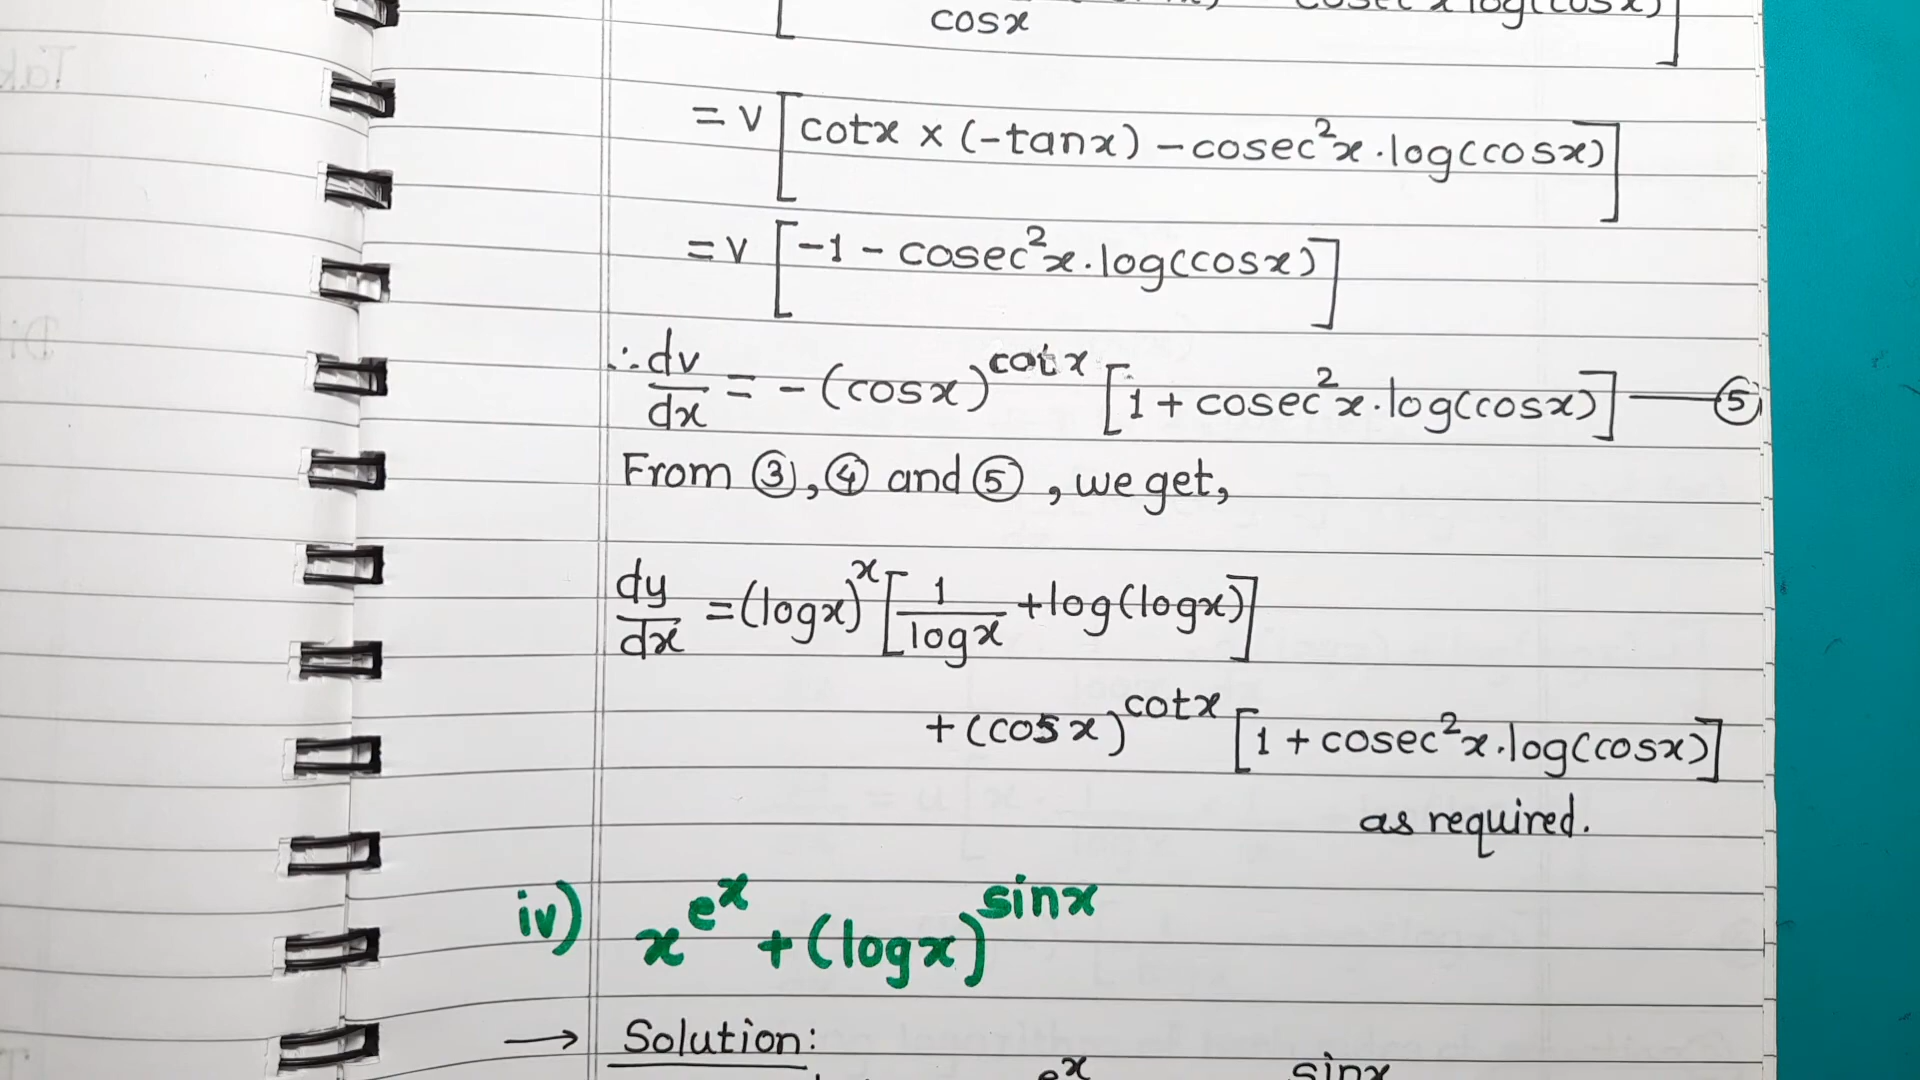 cosx
= v [cotx × (-tanx) - cosec²x . log(cosx)]
= v [-1 - cosec²x . log(cosx)]
∴ dv/dx = - (cosx)^cotx [1 + cosec²x . log(cosx)] — ⑤
From ③, ④ and ⑤, we get,
dy/dx = (logx)^x [1/logx + log(logx)]
+ (cosx)^cotx [1 + cosec²x . log(cosx)]
as required.
iv) x^e^x + (logx)^sinx
→ Solution:
e^x sinx